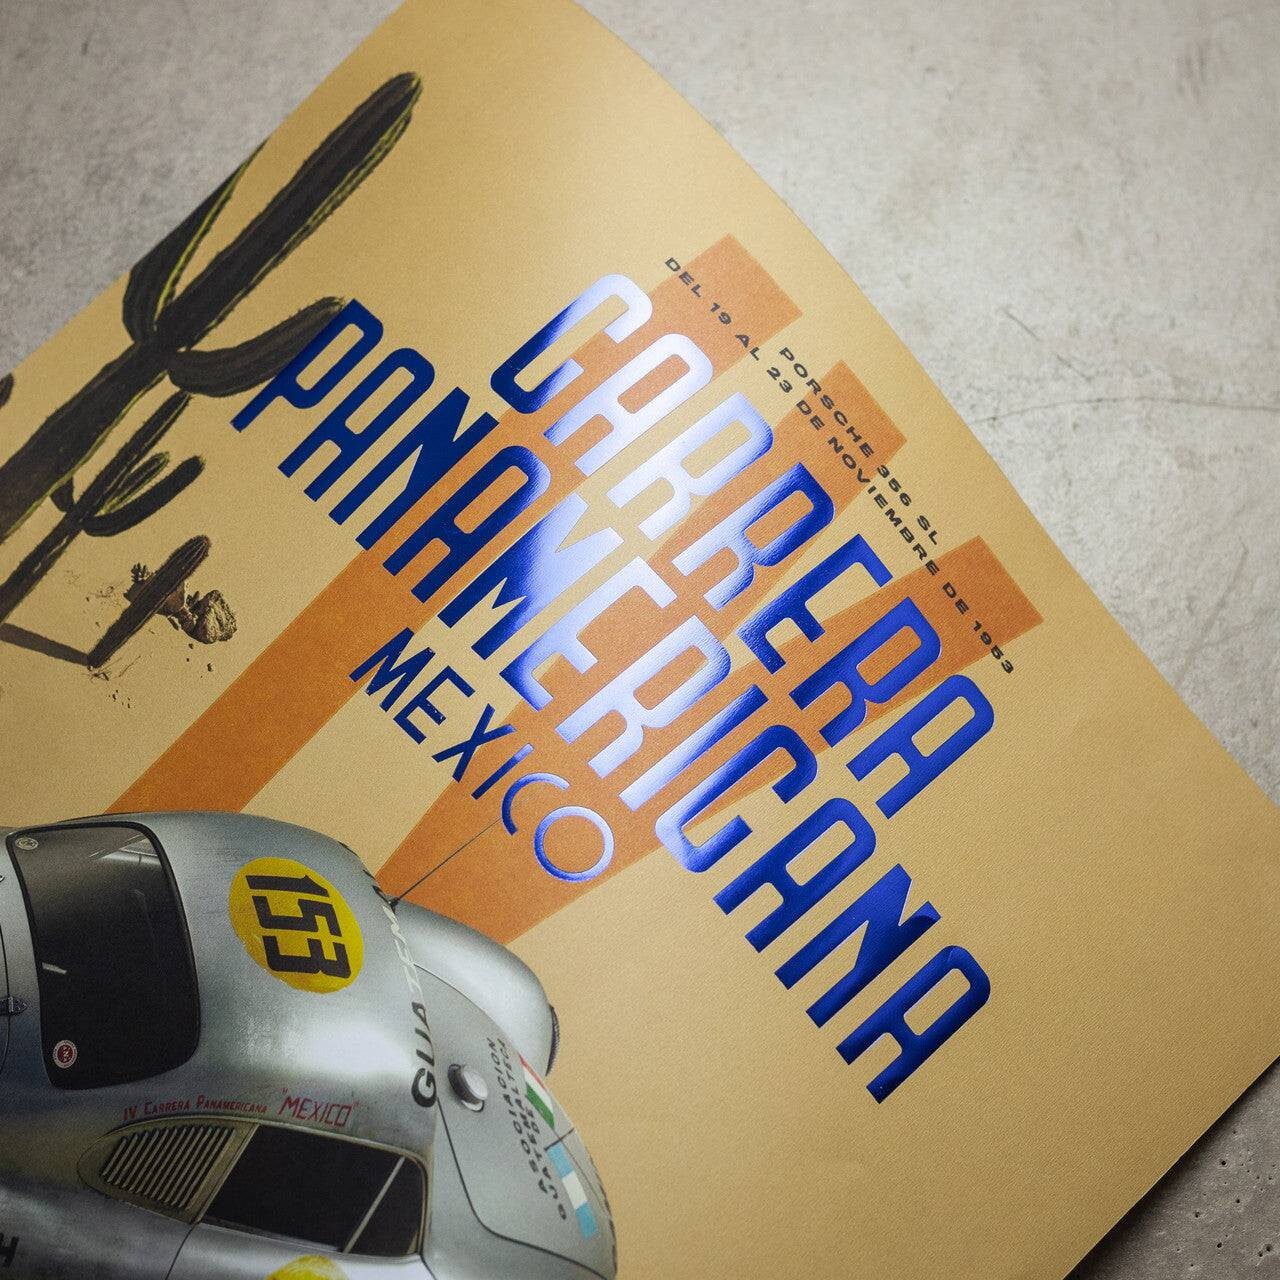 PORSCHE 356 SL
DEL 19 AL 23 DE NOVIEMBRE DE 1953
CARRERA
PANAMERICANA
MEXICO
153
GUATEM
IV CARRERA PANAMERICANA "MEXICO"